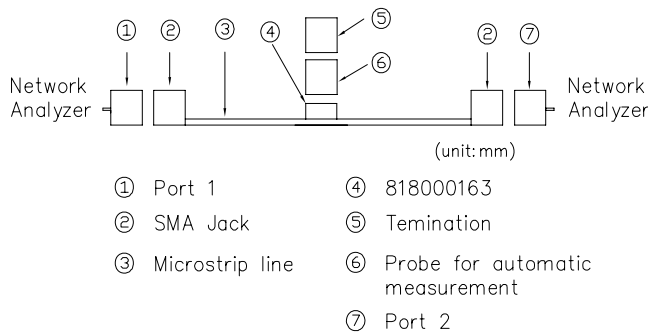 ① ② ③ ④ ⑤ ⑥ ② ⑦
Network Analyzer
Network Analyzer
(unit:mm)
① Port 1
② SMA Jack
③ Microstrip line
④ 818000163
⑤ Temination
⑥ Probe for automatic
measurement
⑦ Port 2